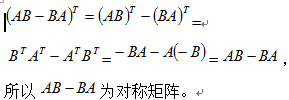 (AB − BA)^T = (AB)^T − (BA)^T =
B^T A^T − A^T B^T = −BA − A(−B) = AB − BA ，
所以 AB − BA 为对称矩阵。